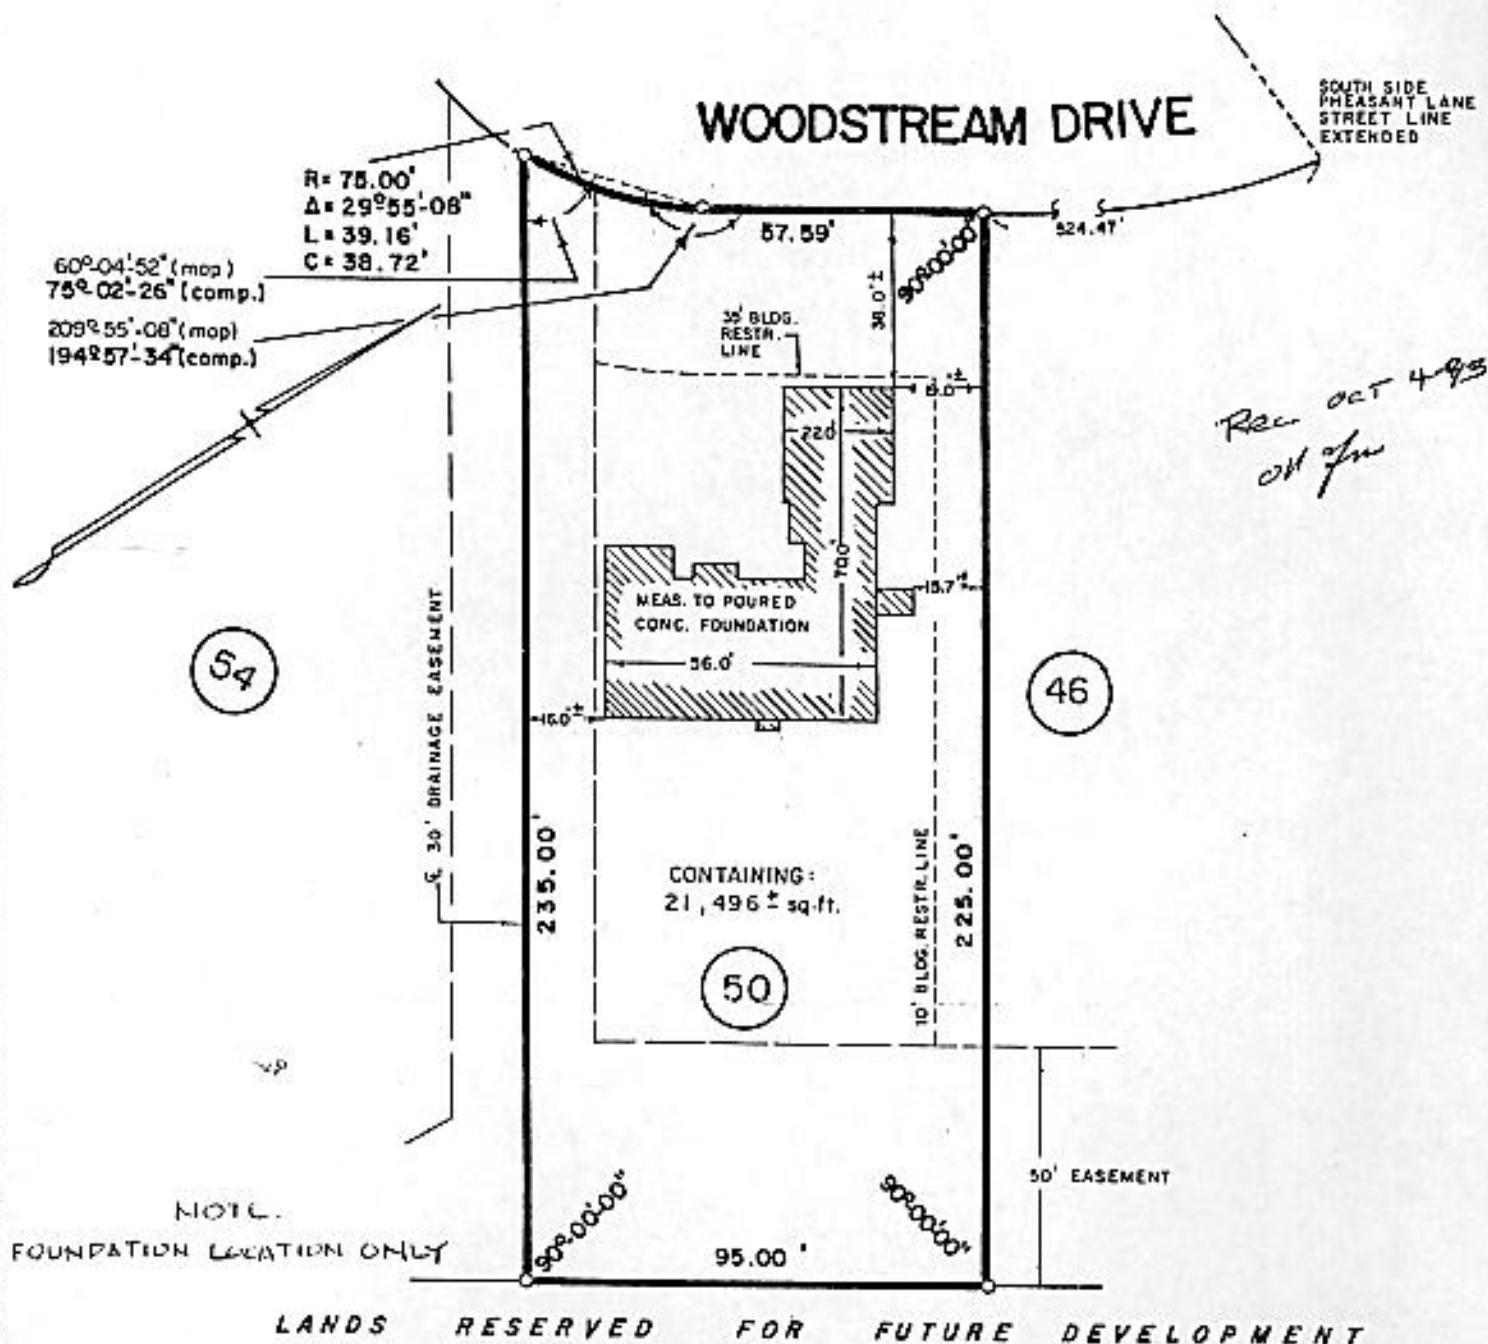 WOODSTREAM DRIVE
SOUTH SIDE
PHEASANT LANE
STREET LINE
EXTENDED
R= 75.00'
Δ= 29°-55'-08"
L= 39.16'
C= 38.72'
60°-04'-52" (map)
75°-02'-26" (comp.)
209°-55'-08" (map)
194°-57'-34" (comp.)
57.59'
90°00'00"
524.47'
38.0'±
35' BLDG.
RESTR.
LINE
22.0'
Rec OCT 4
70.0'
MEAS. TO POURED
CONC. FOUNDATION
56.0'
15.7'±
54
46
℄ 30' DRAINAGE EASEMENT
235.00'
CONTAINING:
21,496± sq.ft.
50
10' BLDG. RESTR. LINE
225.00'
50' EASEMENT
NOTE.
FOUNDATION LOCATION ONLY
90°-00'-00"
95.00'
90°00'00"
LANDS RESERVED FOR FUTURE DEVELOPMENT